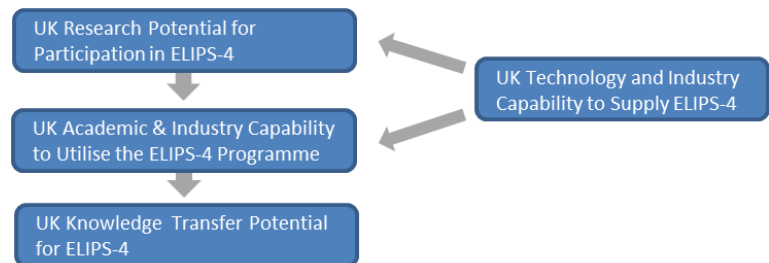 UK Research Potential for
Participation in ELIPS-4
UK Technology and Industry
Capability to Supply ELIPS-4
UK Academic & Industry Capability
to Utilise the ELIPS-4 Programme
UK Knowledge Transfer Potential
for ELIPS-4